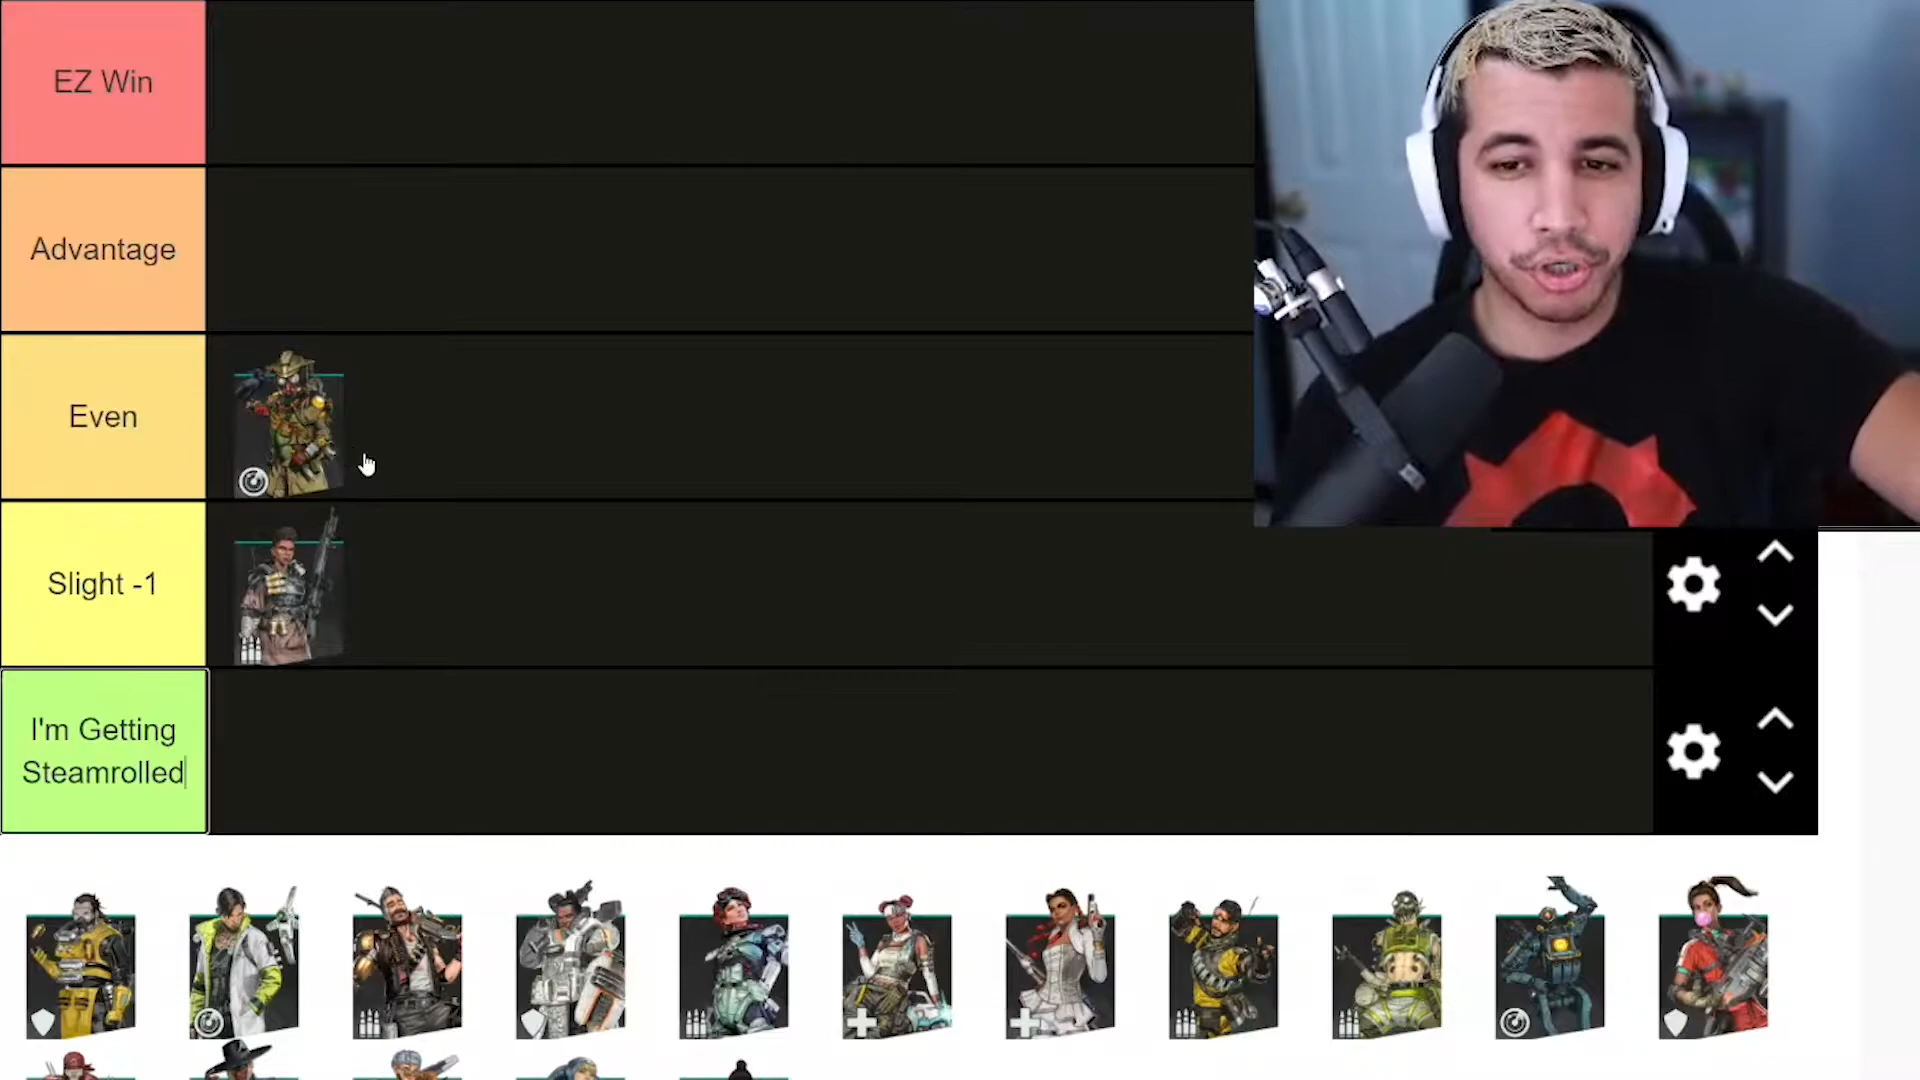 EZ Win
Advantage
Even
Slight -1
I'm Getting
Steamrolled